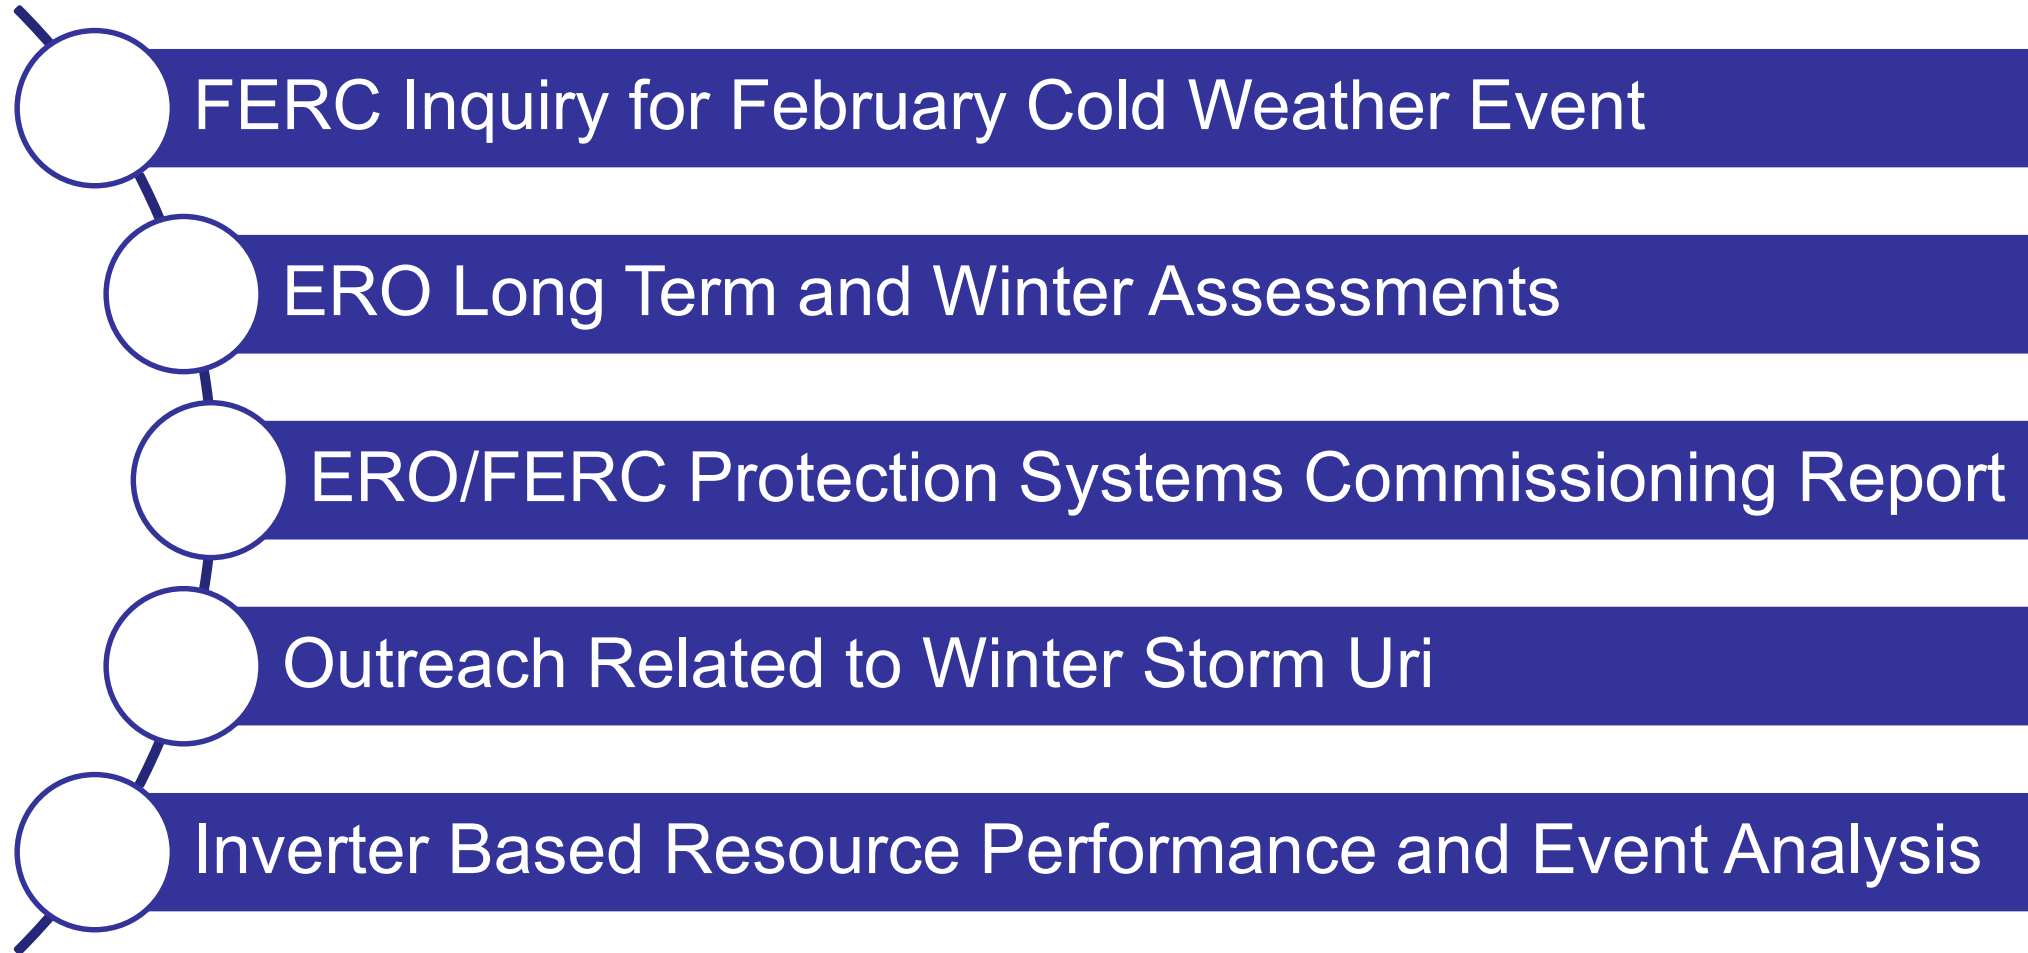 FERC Inquiry for February Cold Weather Event
ERO Long Term and Winter Assessments
ERO/FERC Protection Systems Commissioning Report
Outreach Related to Winter Storm Uri
Inverter Based Resource Performance and Event Analysis